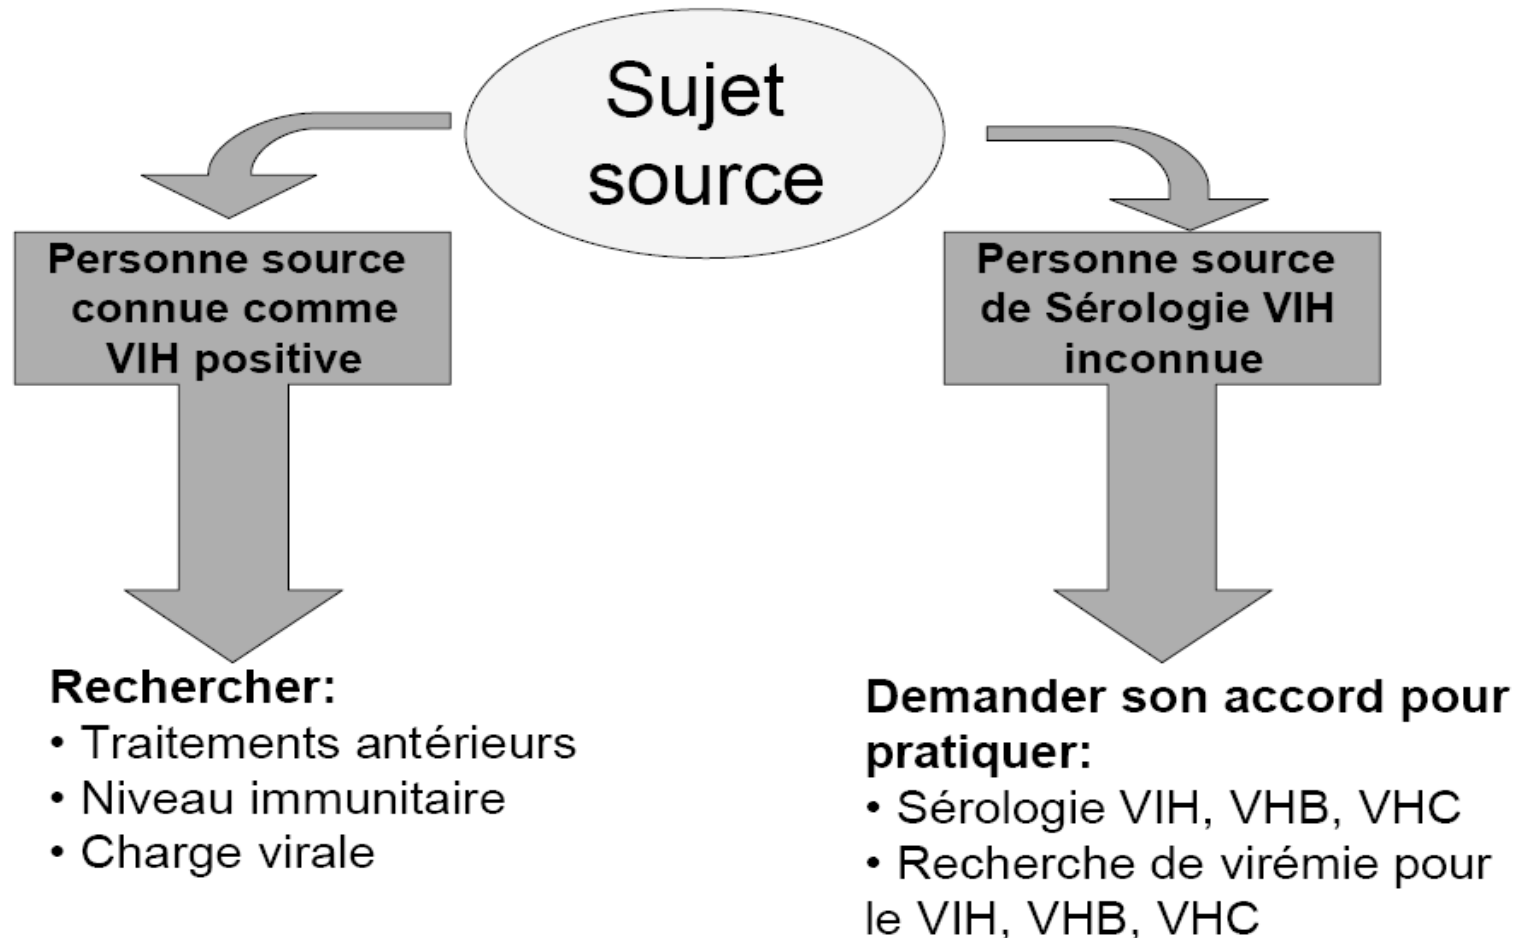 Sujet
source
Personne source
connue comme
VIH positive
Personne source
de Sérologie VIH
inconnue
Rechercher:
• Traitements antérieurs
• Niveau immunitaire
• Charge virale
Demander son accord pour
pratiquer:
• Sérologie VIH, VHB, VHC
• Recherche de virémie pour
le VIH, VHB, VHC